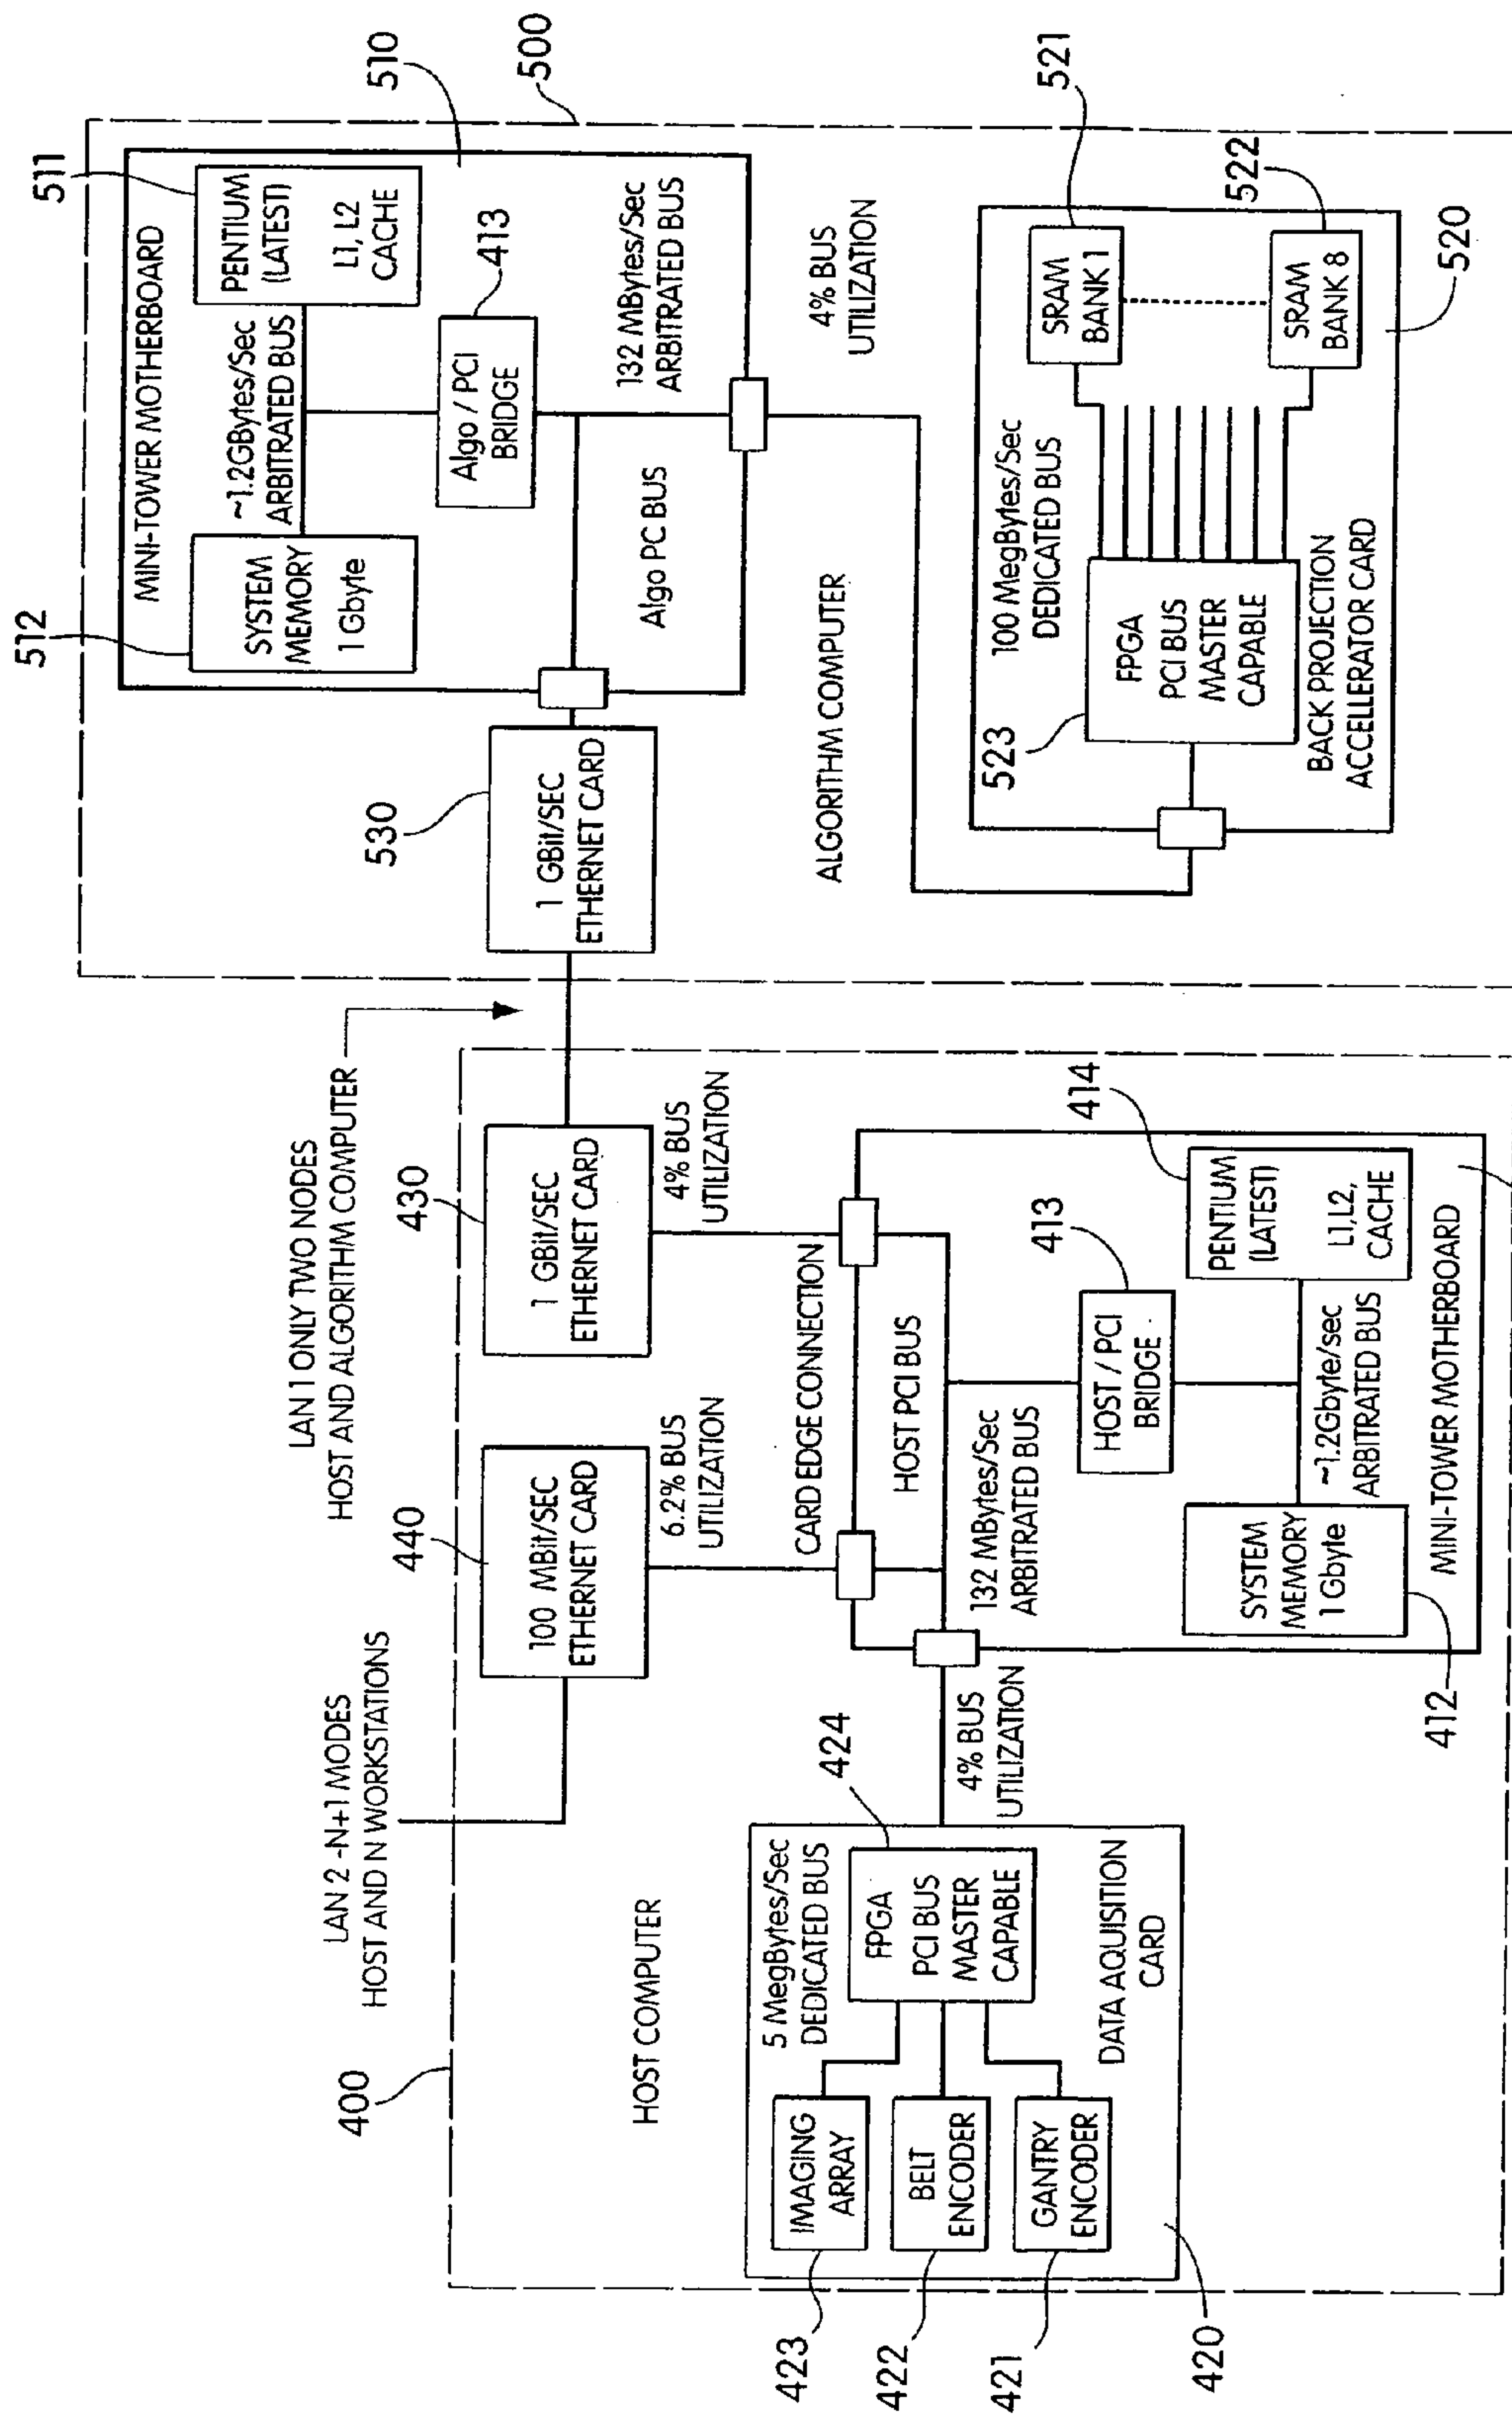 LAN 2 -N+1 MODES
HOST AND N WORKSTATIONS
LAN 1 ONLY TWO NODES
HOST AND ALGORITHM COMPUTER
400
HOST COMPUTER
440
100 MBit/SEC
ETHERNET CARD
6.2% BUS
UTILIZATION
430
1 GBit/SEC
ETHERNET CARD
4% BUS
UTILIZATION
CARD EDGE CONNECTION
HOST PCI BUS
132 MBytes/Sec
ARBITRATED BUS
413
HOST / PCI
BRIDGE
414
PENTIUM
(LATEST)
L1,L2,
CACHE
~1.2Gbyte/sec
ARBITRATED BUS
SYSTEM
MEMORY
1 Gbyte
412
MINI-TOWER MOTHERBOARD
4% BUS
UTILIZATION
424
5 MegBytes/Sec
DEDICATED BUS
FPGA
PCI BUS
MASTER
CAPABLE
IMAGING
ARRAY
BELT
ENCODER
GANTRY
ENCODER
DATA AQUISITION
CARD
423
422
421
420
512
511
510
500
MINI-TOWER MOTHERBOARD
SYSTEM
MEMORY
1 Gbyte
~1.2GBytes/Sec
ARBITRATED BUS
PENTIUM
(LATEST)
L1, L2
CACHE
Algo / PCI
BRIDGE
413
132 MBytes/Sec
ARBITRATED BUS
Algo PC BUS
530
1 GBit/SEC
ETHERNET CARD
ALGORITHM COMPUTER
4% BUS
UTILIZATION
523
100 MegBytes/Sec
DEDICATED BUS
FPGA
PCI BUS
MASTER
CAPABLE
SRAM
BANK 1
521
SRAM
BANK 8
522
BACK PROJECTION
ACCELLERATOR CARD
520